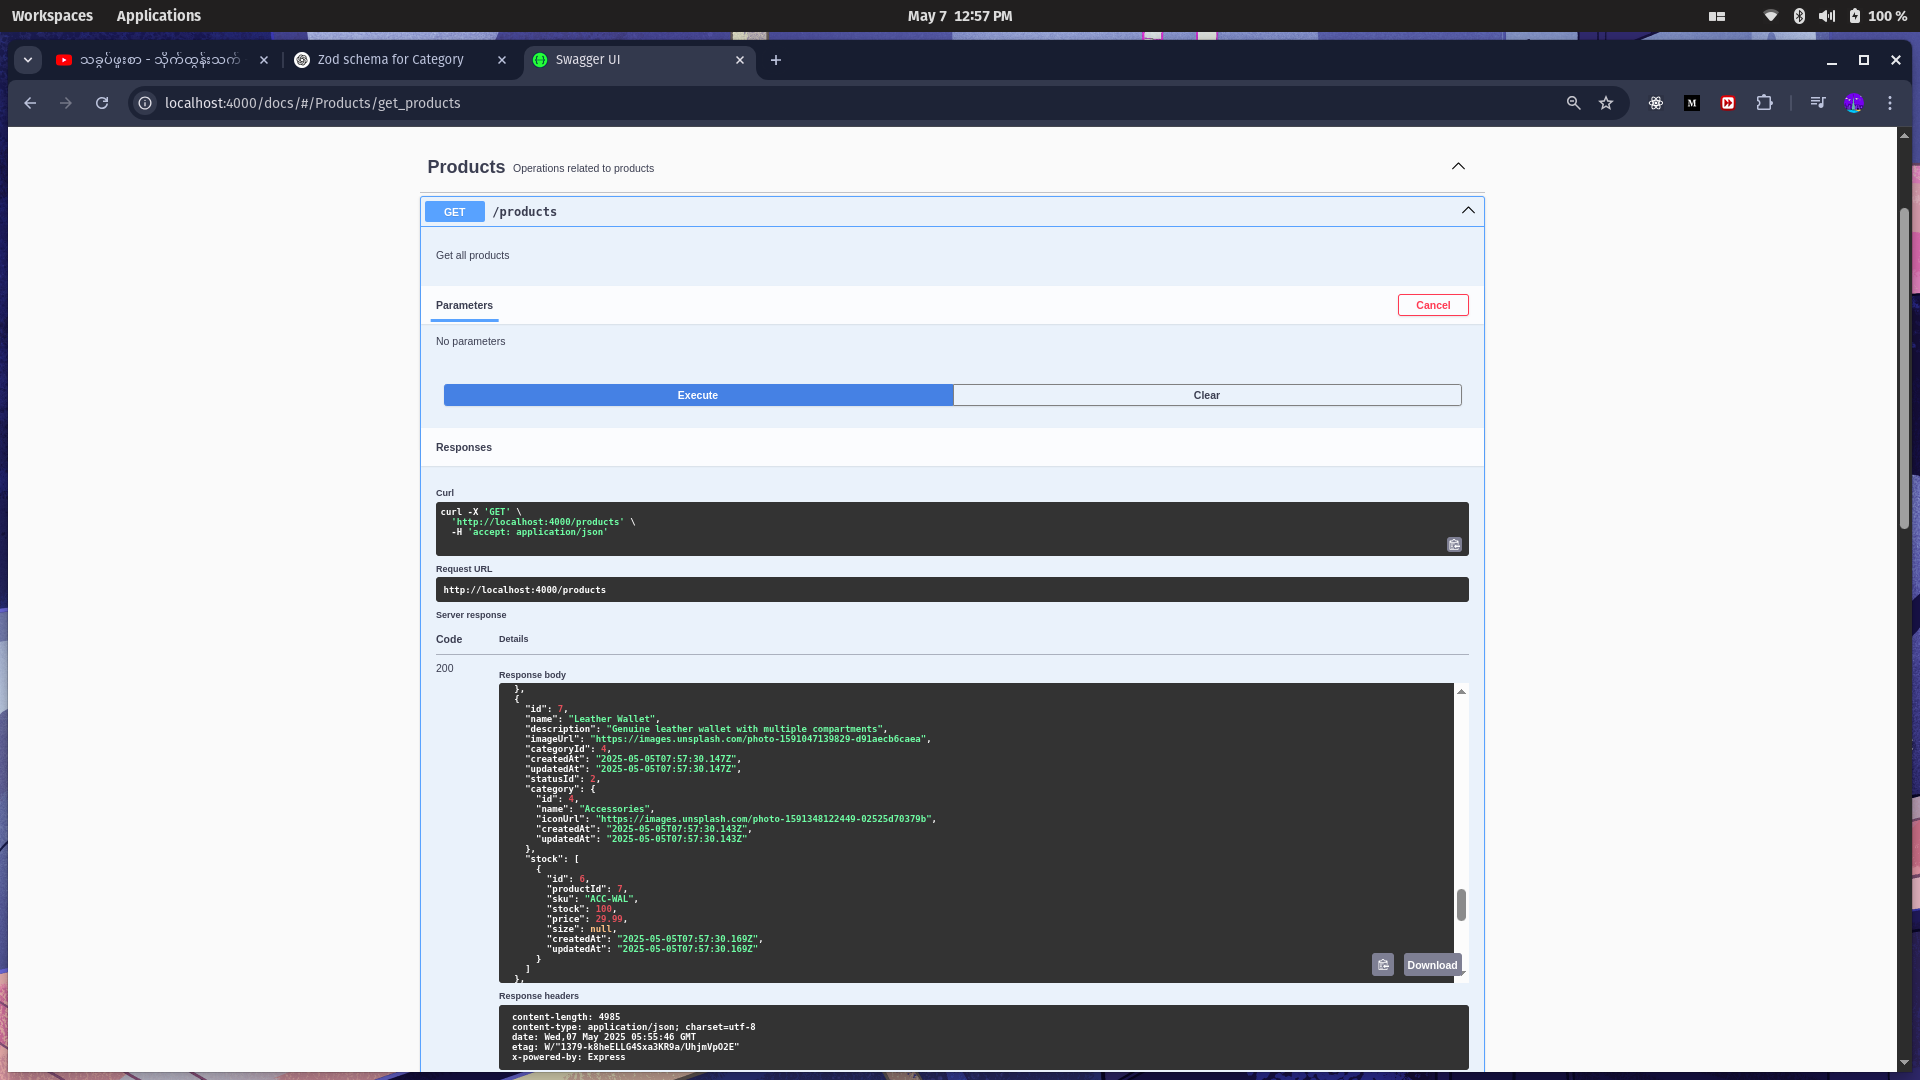 Workspaces
Applications
May 7 12:57 PM
100 %
သခွပ်ဖူးစာ - သိုက်ထွန်းသက်
Zod schema for Category
Swagger UI
localhost:4000/docs/#/Products/get_products
Products Operations related to products
GET /products
Get all products
Parameters
Cancel
No parameters
Execute
Clear
Responses
Curl
curl -X 'GET' \
'http://localhost:4000/products' \
-H 'accept: application/json'
Request URL
http://localhost:4000/products
Server response
Code Details
200
Response body
},
{
"id": 7,
"name": "Leather Wallet",
"description": "Genuine leather wallet with multiple compartments",
"imageUrl": "https://images.unsplash.com/photo-1591047139829-d91aecb6caea",
"categoryId": 4,
"createdAt": "2025-05-05T07:57:30.147Z",
"updatedAt": "2025-05-05T07:57:30.147Z",
"statusId": 2,
"category": {
"id": 4,
"name": "Accessories",
"iconUrl": "https://images.unsplash.com/photo-1591348122449-02525d70379b",
"createdAt": "2025-05-05T07:57:30.143Z",
"updatedAt": "2025-05-05T07:57:30.143Z"
},
"stock": [
{
"id": 6,
"productId": 7,
"sku": "ACC-WAL",
"stock": 100,
"price": 29.99,
"size": null,
"createdAt": "2025-05-05T07:57:30.169Z",
"updatedAt": "2025-05-05T07:57:30.169Z"
}
]
},
Download
Response headers
content-length: 4985
content-type: application/json; charset=utf-8
date: Wed,07 May 2025 05:55:46 GMT
etag: W/"1379-k8heELLG4Sxa3KR9a/UhjmVpO2E"
x-powered-by: Express